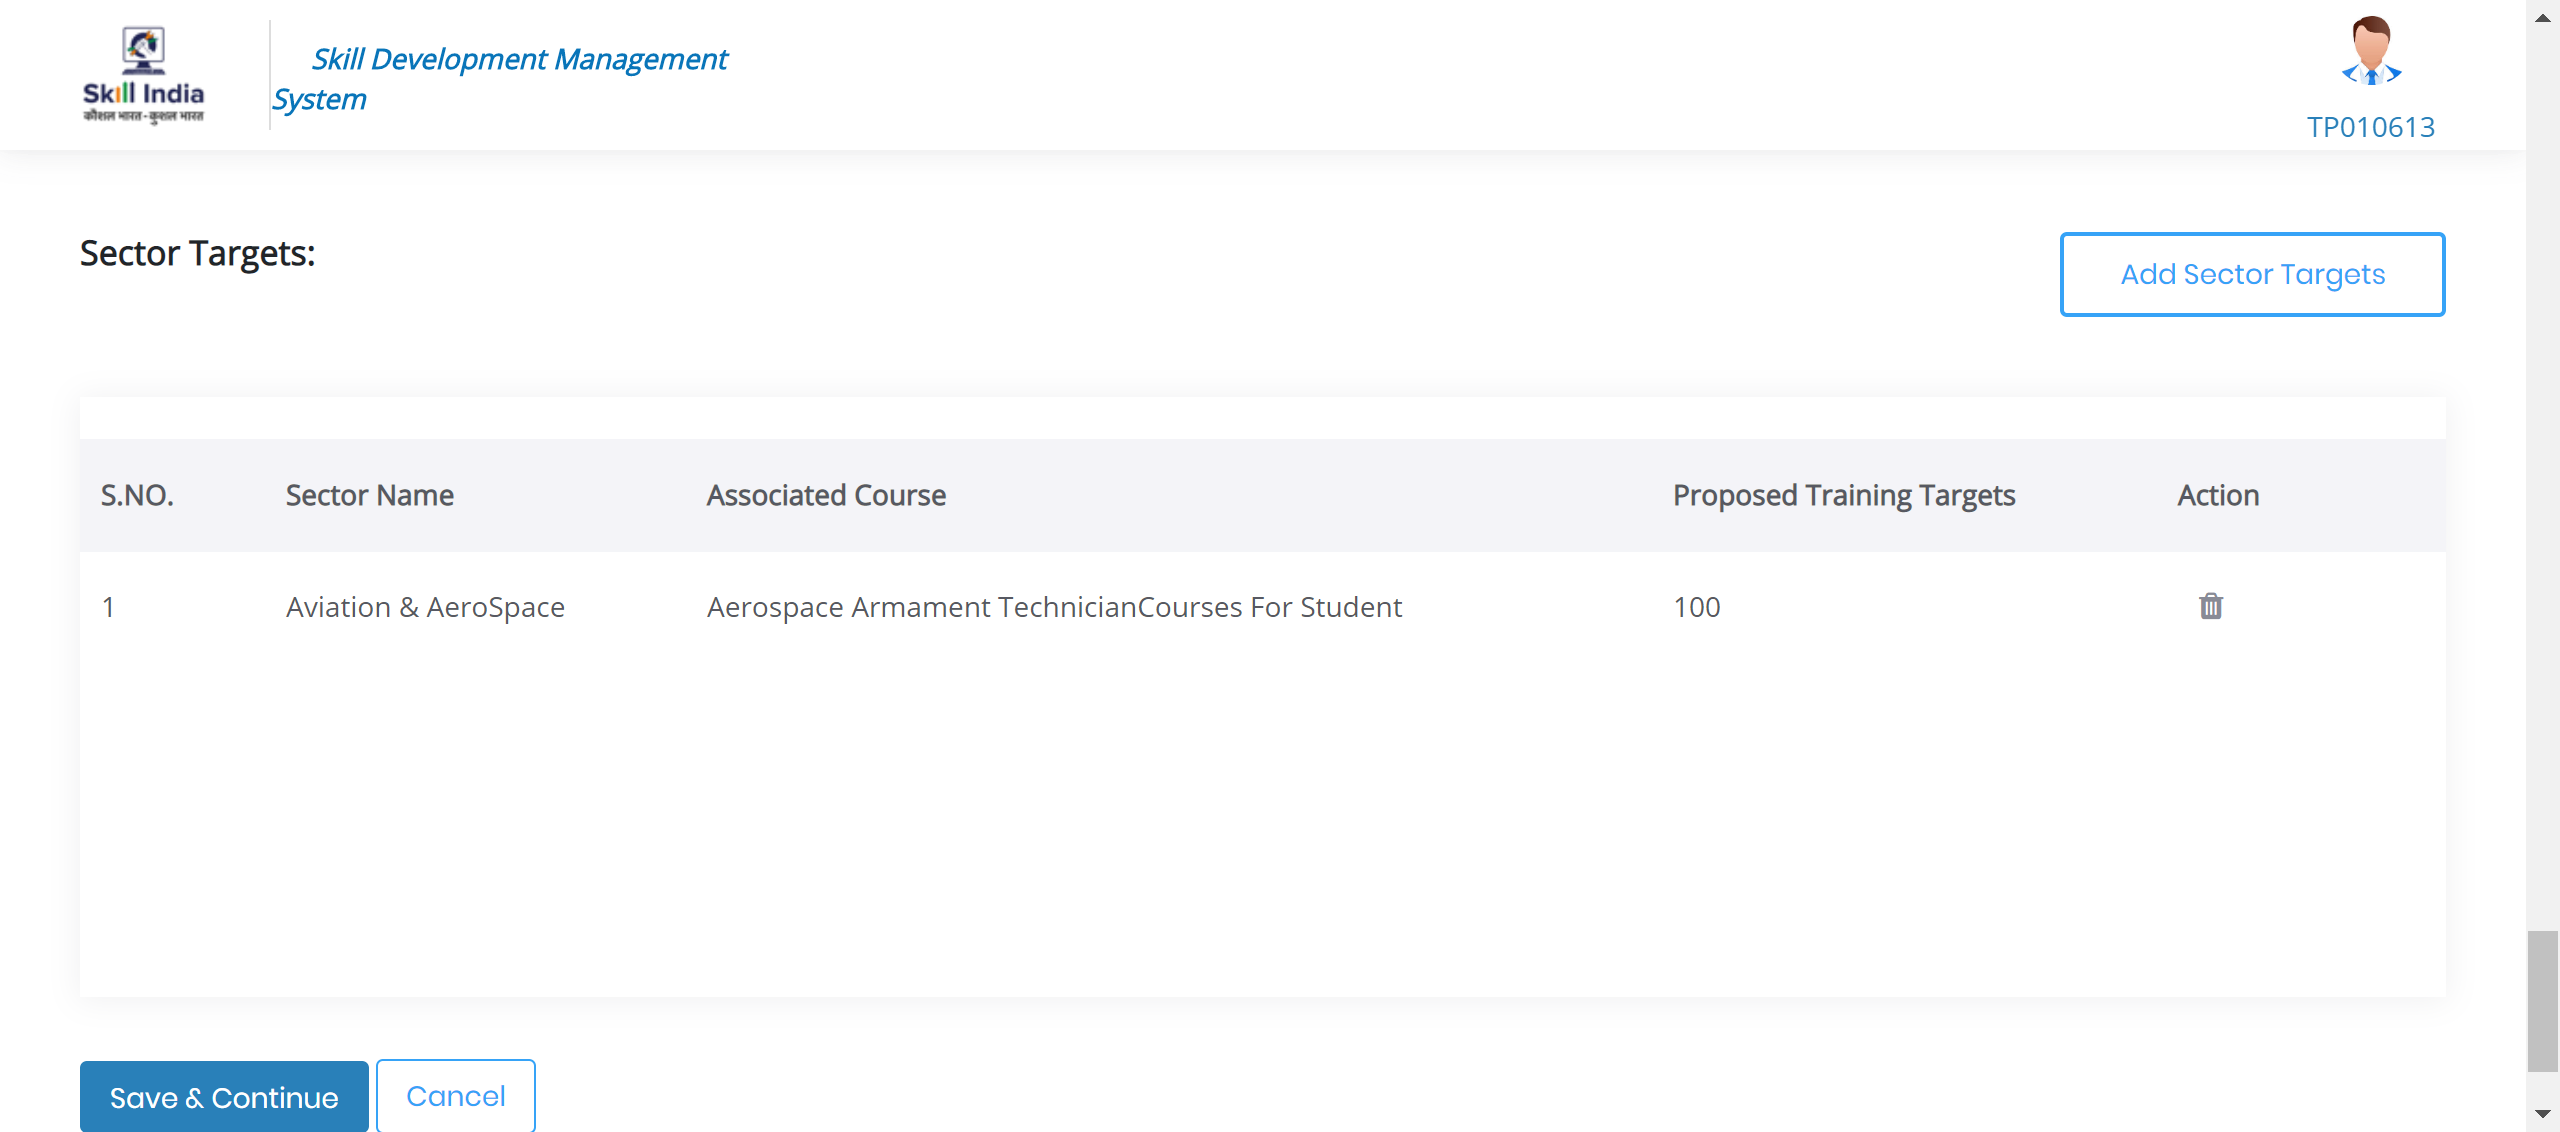 Skill India
कौशल भारत - कुशल भारत
Skill Development Management
System
TP010613
Sector Targets:
Add Sector Targets
S.NO. Sector Name Associated Course Proposed Training Targets Action
1 Aviation & AeroSpace Aerospace Armament TechnicianCourses For Student 100
Save & Continue Cancel